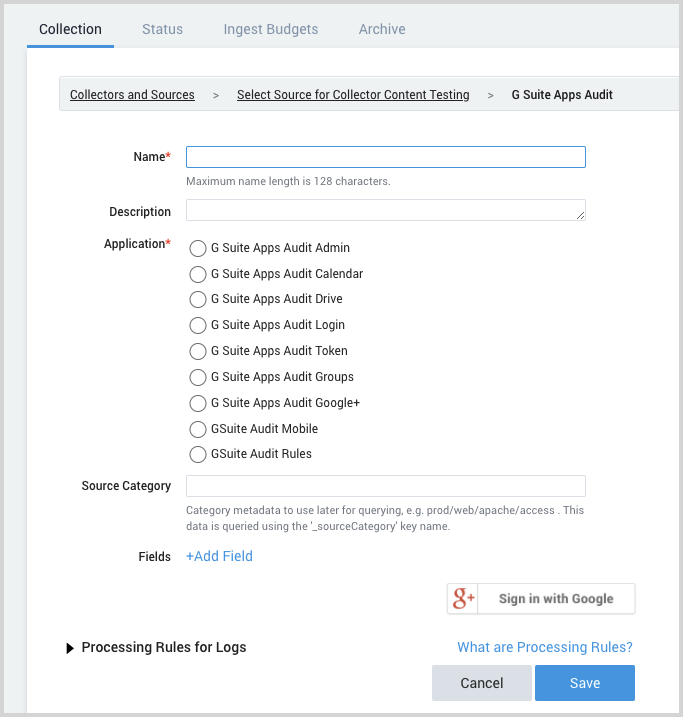 Collection Status Ingest Budgets Archive
Collectors and Sources > Select Source for Collector Content Testing > G Suite Apps Audit
Name*
Maximum name length is 128 characters.
Description
Application*
G Suite Apps Audit Admin
G Suite Apps Audit Calendar
G Suite Apps Audit Drive
G Suite Apps Audit Login
G Suite Apps Audit Token
G Suite Apps Audit Groups
G Suite Apps Audit Google+
GSuite Audit Mobile
GSuite Audit Rules
Source Category
Category metadata to use later for querying, e.g. prod/web/apache/access . This
data is queried using the '_sourceCategory' key name.
Fields +Add Field
g+ Sign in with Google
Processing Rules for Logs What are Processing Rules?
Cancel Save